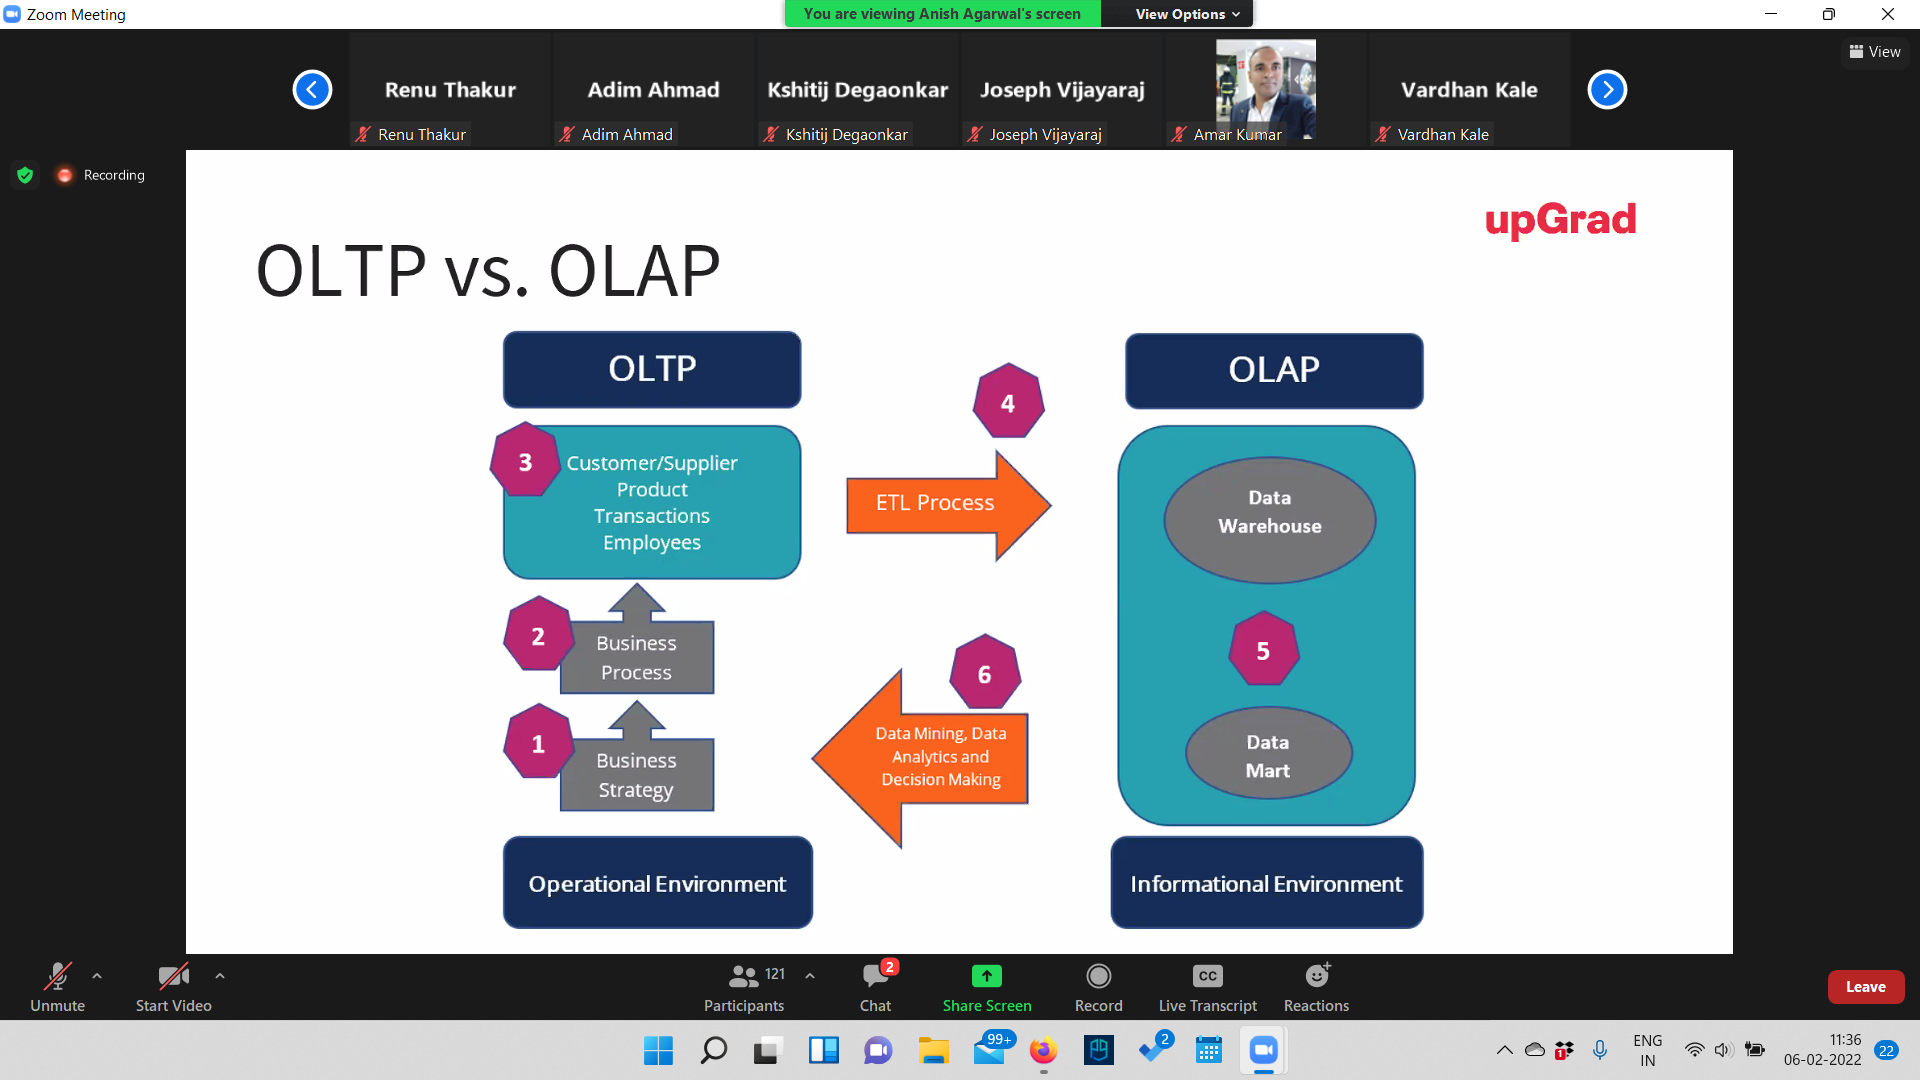 Zoom Meeting
You are viewing Anish Agarwal's screen
View Options
View
Renu Thakur
Adim Ahmad
Kshitij Degaonkar
Joseph Vijayaraj
Vardhan Kale
Renu Thakur
Adim Ahmad
Kshitij Degaonkar
Joseph Vijayaraj
Amar Kumar
Vardhan Kale
Recording
upGrad
OLTP vs. OLAP
OLTP
3
Customer/Supplier
Product
Transactions
Employees
2
Business
Process
1
Business
Strategy
Operational Environment
4
ETL Process
6
Data Mining, Data
Analytics and
Decision Making
OLAP
Data
Warehouse
5
Data
Mart
Informational Environment
Unmute
Start Video
121
Participants
2
Chat
Share Screen
Record
CC
Live Transcript
Reactions
Leave
99+
2
1
ENG
IN
11:36
06-02-2022
22